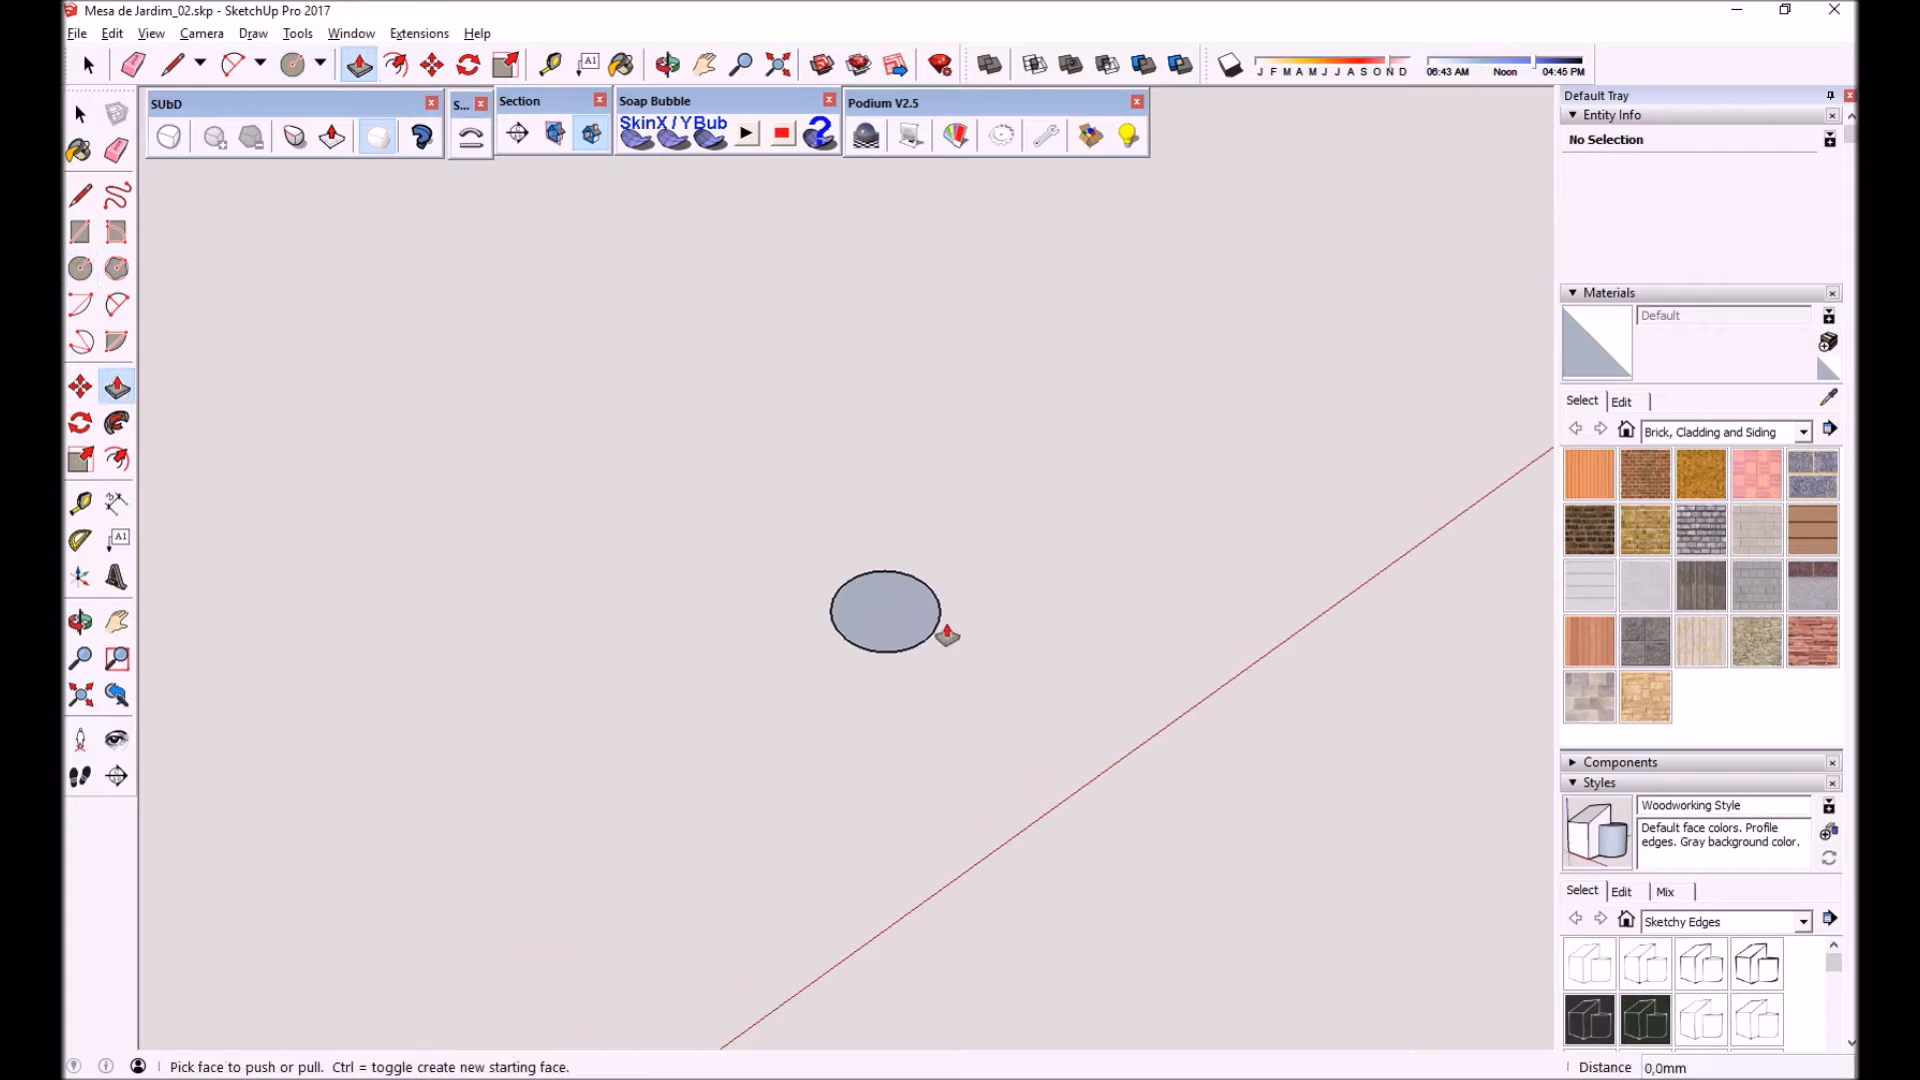 Mesa de Jardim_02.skp - SketchUp Pro 2017
File Edit View Camera Draw Tools Window Extensions Help
A1
J F M A M J J A S O N D
06:43 AM Noon 04:45 PM
SUbD
S...
Section
Soap Bubble
SkinX / YBub
?
Podium V2.5
A1
Default Tray
Entity Info
No Selection
Materials
Default
Select Edit
Brick, Cladding and Siding
Components
Styles
Woodworking Style
Default face colors. Profile
edges. Gray background color.
Select Edit Mix
Sketchy Edges
Pick face to push or pull. Ctrl = toggle create new starting face.
Distance 0,0mm